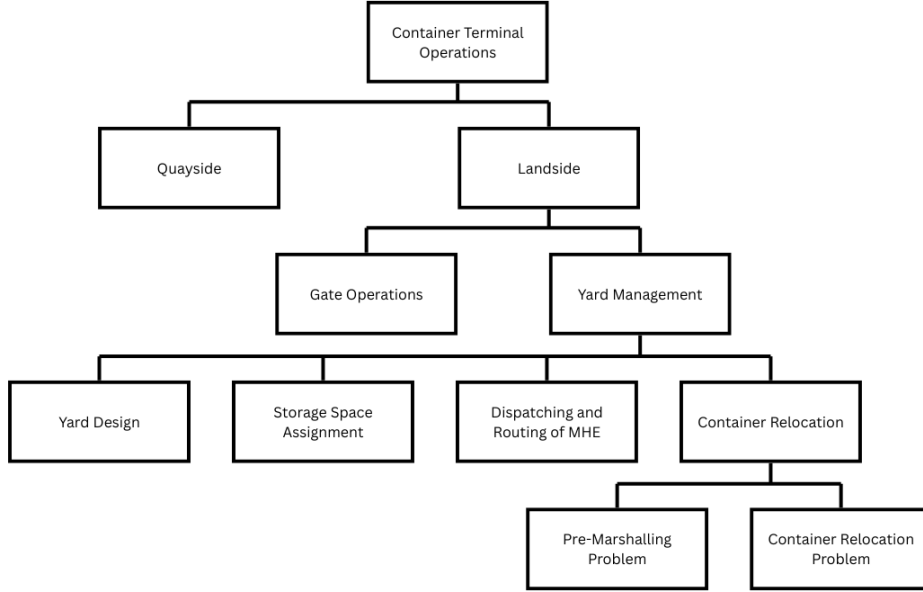 Container Terminal
Operations
Quayside
Landside
Gate Operations
Yard Management
Yard Design
Storage Space
Assignment
Dispatching and
Routing of MHE
Container Relocation
Pre-Marshalling
Problem
Container Relocation
Problem